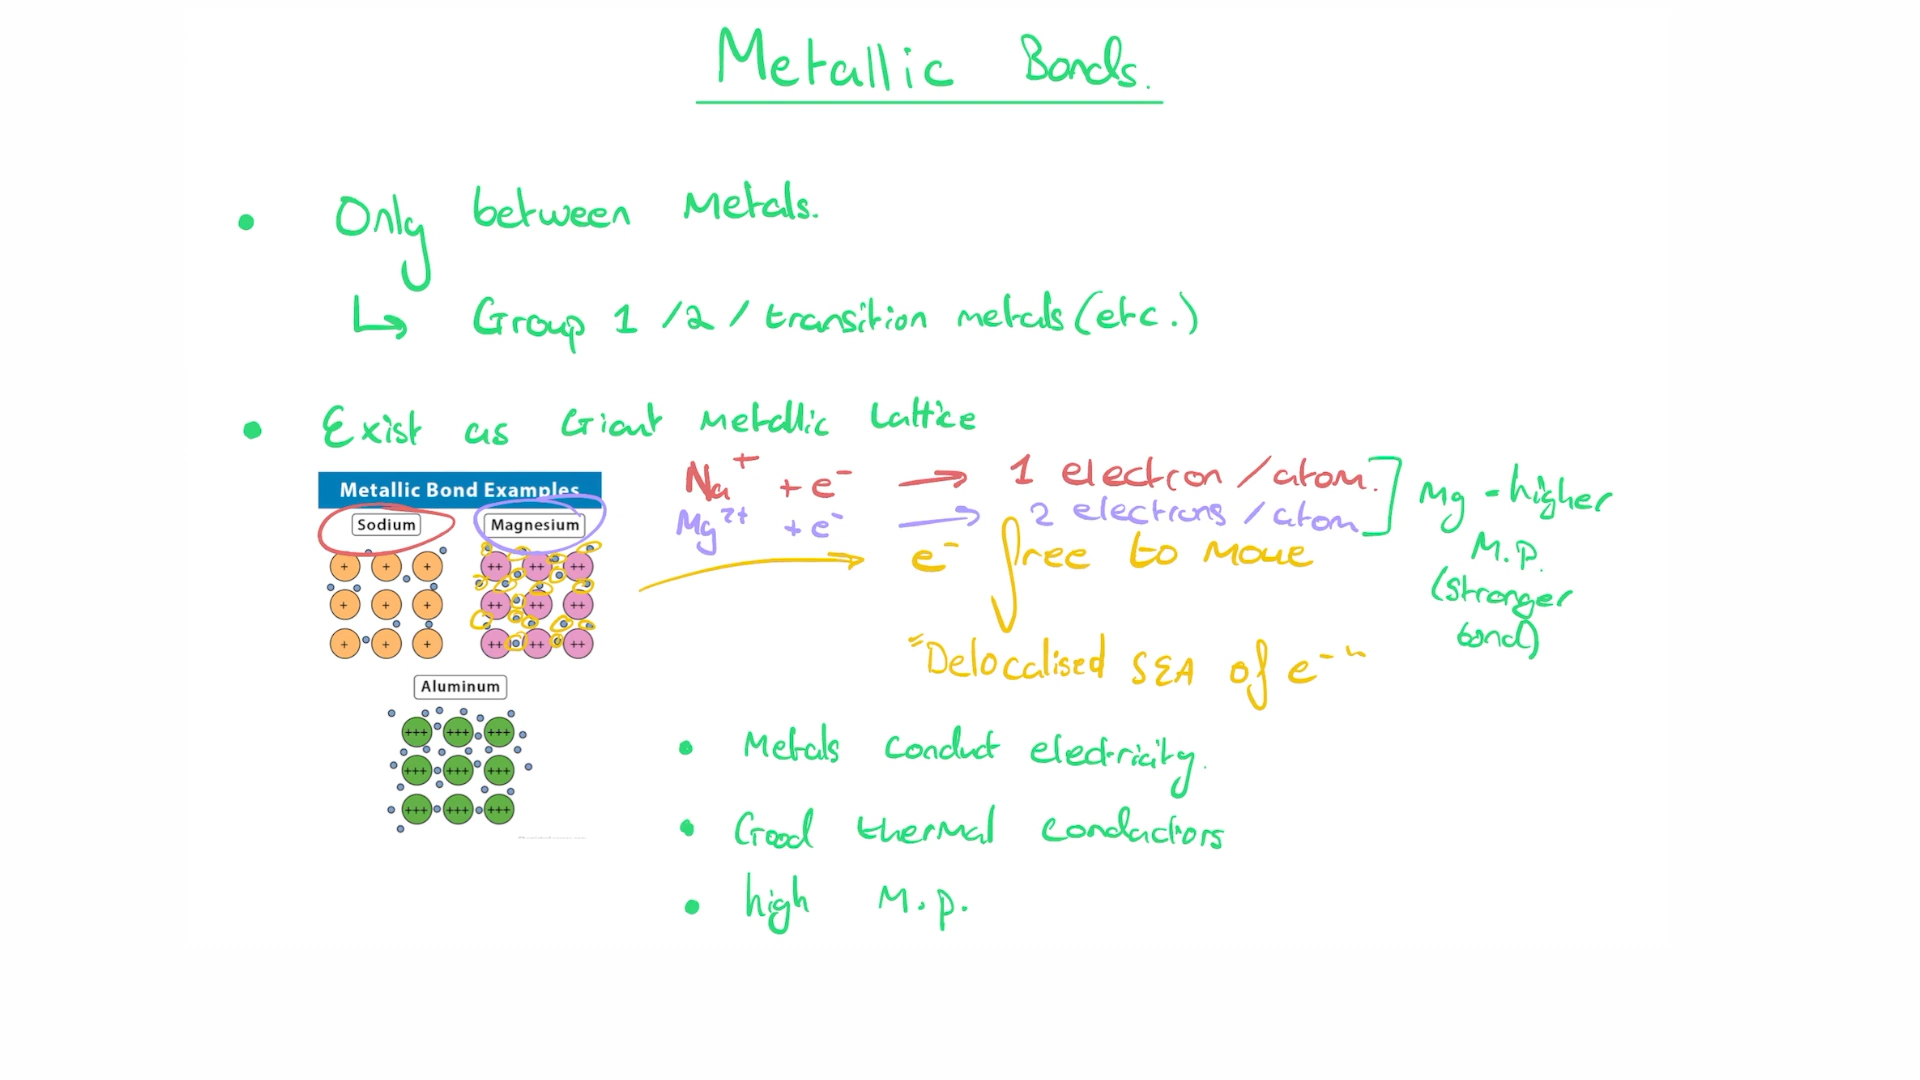 Metallic Bonds.
• Only between Metals.
↳ Group 1 / 2 / transition metals (etc.)
• Exist as Giant Metallic Lattice
Metallic Bond Examples
Sodium
Magnesium
+ + +
+ + +
+ + +
++ ++ ++
++ ++ ++
++ ++ ++
Aluminum
+++ +++ +++
+++ +++ +++
+++ +++ +++
Na⁺ + e⁻ → 1 electron / atom.
Mg²⁺ + e⁻ → 2 electrons / atom
Mg - higher
M.p.
(stronger
bond)
e⁻ free to move
"Delocalised SEA of e⁻"
• Metals conduct electricity.
• Good thermal conductors
• high M.p.